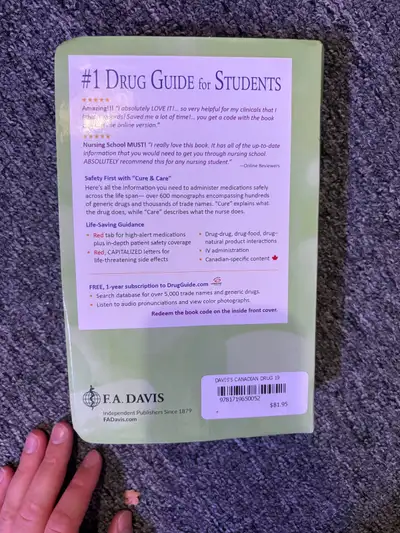 #1 DRUG GUIDE for STUDENTS
Amazing!!! "I absolutely LOVE IT!... so very helpful for my clinicals that I
Saved me a lot of time!... you get a code with the book
online version."
Nursing School MUST! "I really love this book. It has all of the up-to-date
information that you would need to get you through nursing school.
ABSOLUTELY recommend this for any nursing student."
—Online Reviewers
Safety First with "Cure & Care"
Here's all the information you need to administer medications safely
across the life span— over 600 monographs encompassing hundreds
of generic drugs and thousands of trade names. "Cure" explains what
the drug does, while "Care" describes what the nurse does.
Life-Saving Guidance
• Red tab for high-alert medications
plus in-depth patient safety coverage
• Red, CAPITALIZED letters for
life-threatening side effects
• Drug-drug, drug-food, drug-
natural product interactions
• IV administration
• Canadian-specific content
FREE, 1-year subscription to DrugGuide.com
• Search database for over 5,000 trade names and generic drugs.
• Listen to audio pronunciations and view color photographs.
Redeem the book code on the inside front cover.
F.A. DAVIS
Independent Publishers Since 1879
FADavis.com
DAVIS'S CANADIAN DRUG
9781719650052
$81.95